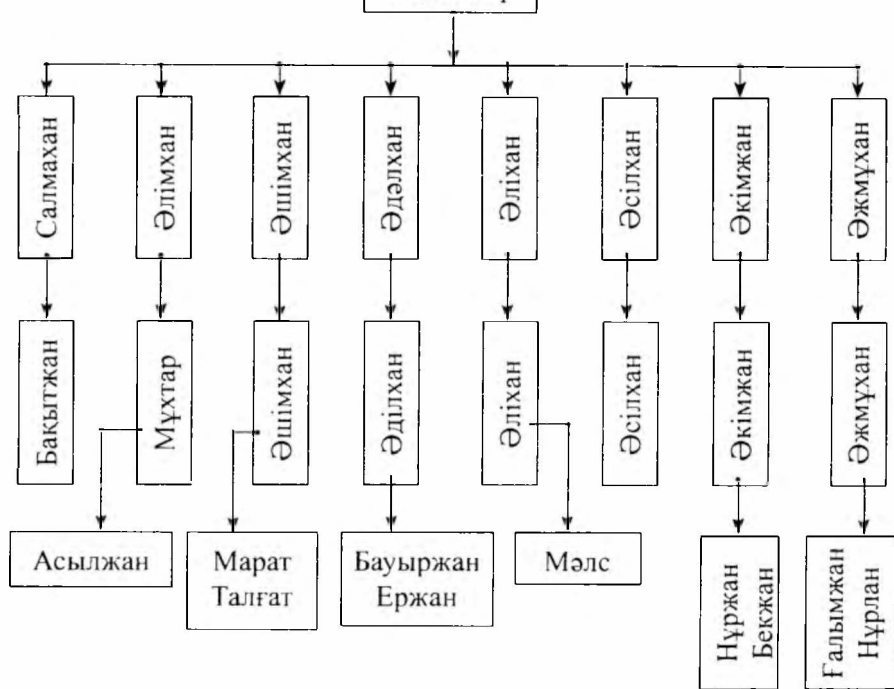 Салмахан
Әлімхан
Әшімхан
Әдәлхан
Әліхан
Әсілхан
Әкімжан
Әжмұхан
Бақытжан
Мұхтар
Әшімхан
Әділхан
Әліхан
Әсілхан
Әкімжан
Әжмұхан
Асылжан
Марат
Талғат
Бауыржан
Ержан
Мәлс
Нұржан
Бекжан
Ғалымжан
Нұрлан